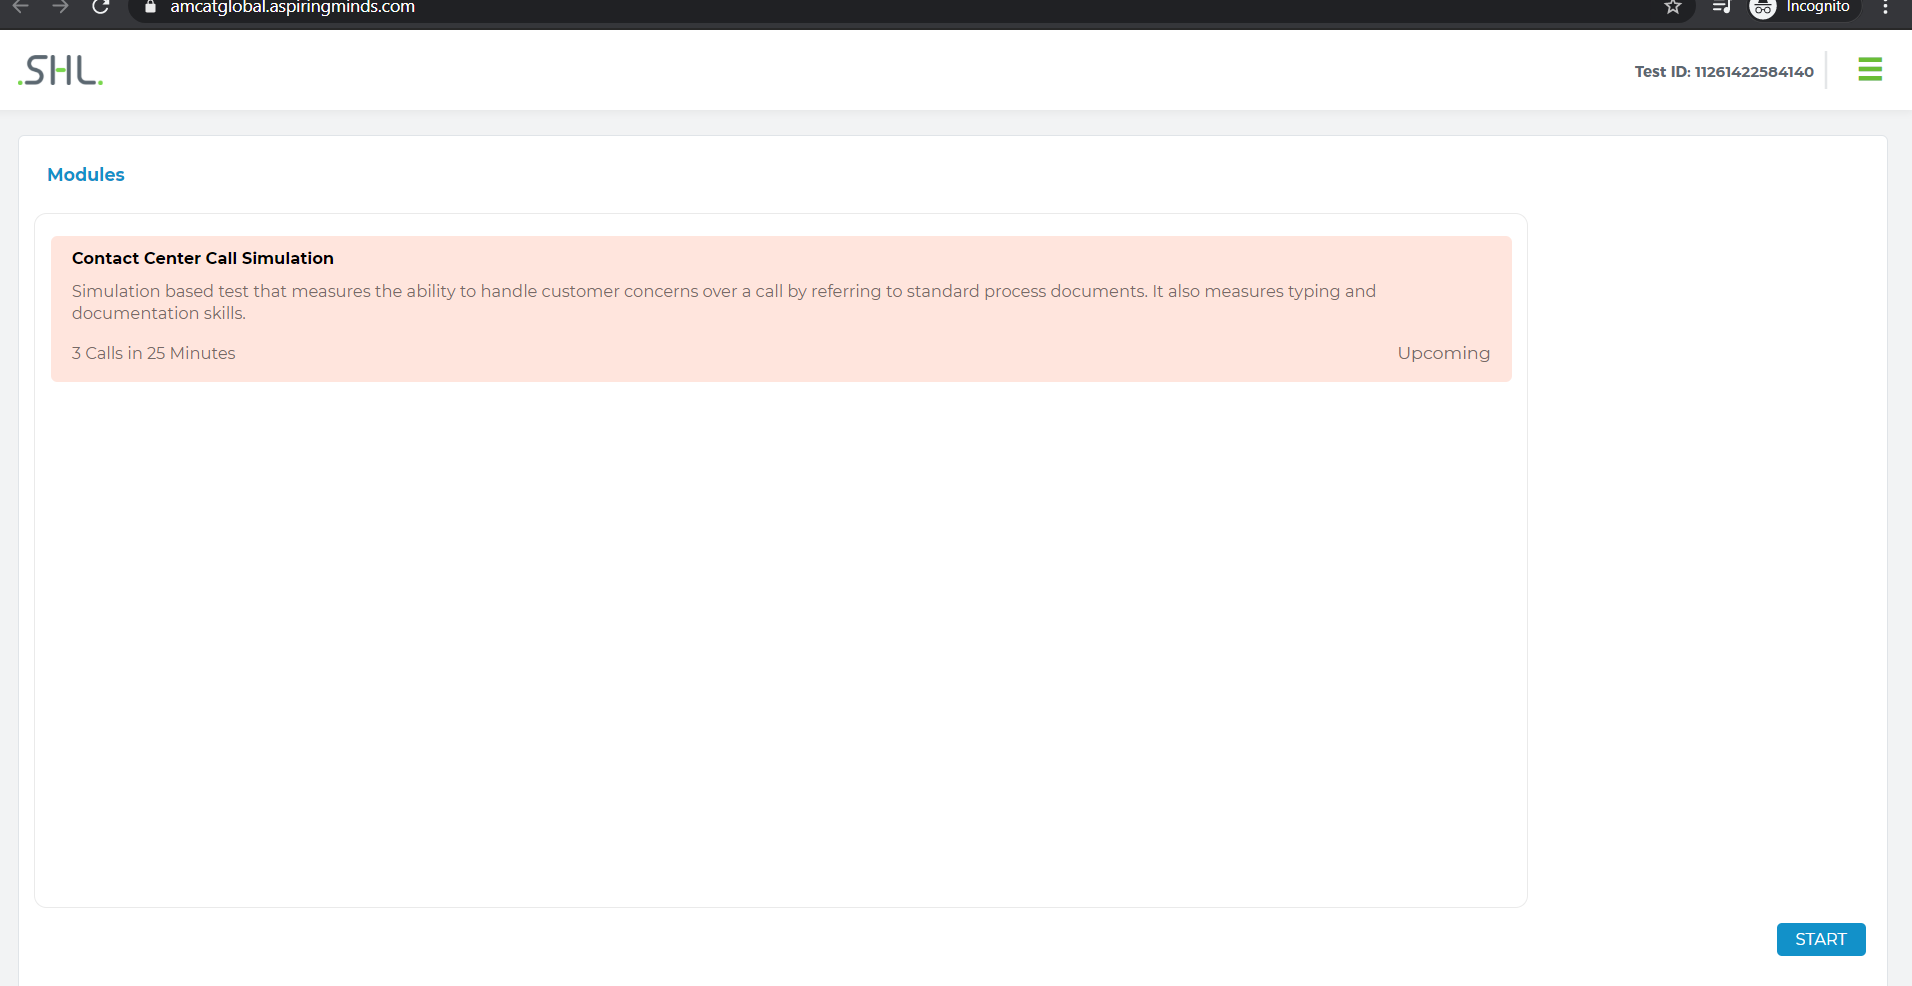 amcatglobal.aspiringminds.com
Incognito
.SHL.
Test ID: 11261422584140
Modules
Contact Center Call Simulation
Simulation based test that measures the ability to handle customer concerns over a call by referring to standard process documents. It also measures typing and
documentation skills.
3 Calls in 25 Minutes
Upcoming
START